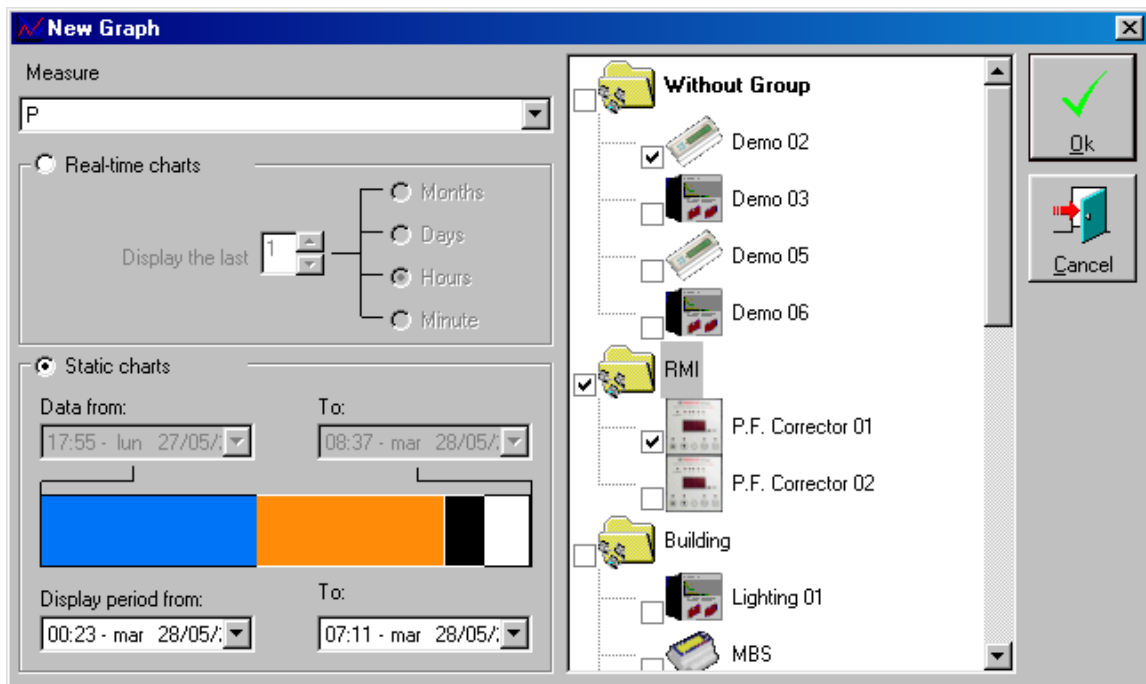 New Graph
Measure
P
Real-time charts
Display the last 1
Months
Days
Hours
Minute
Static charts
Data from:
To:
17:55 - lun 27/05/
08:37 - mar 28/05/
Display period from:
To:
00:23 - mar 28/05/
07:11 - mar 28/05/
Without Group
Demo 02
Demo 03
Demo 05
Demo 06
RMI
P.F. Corrector 01
P.F. Corrector 02
Building
Lighting 01
MBS
Ok
Cancel